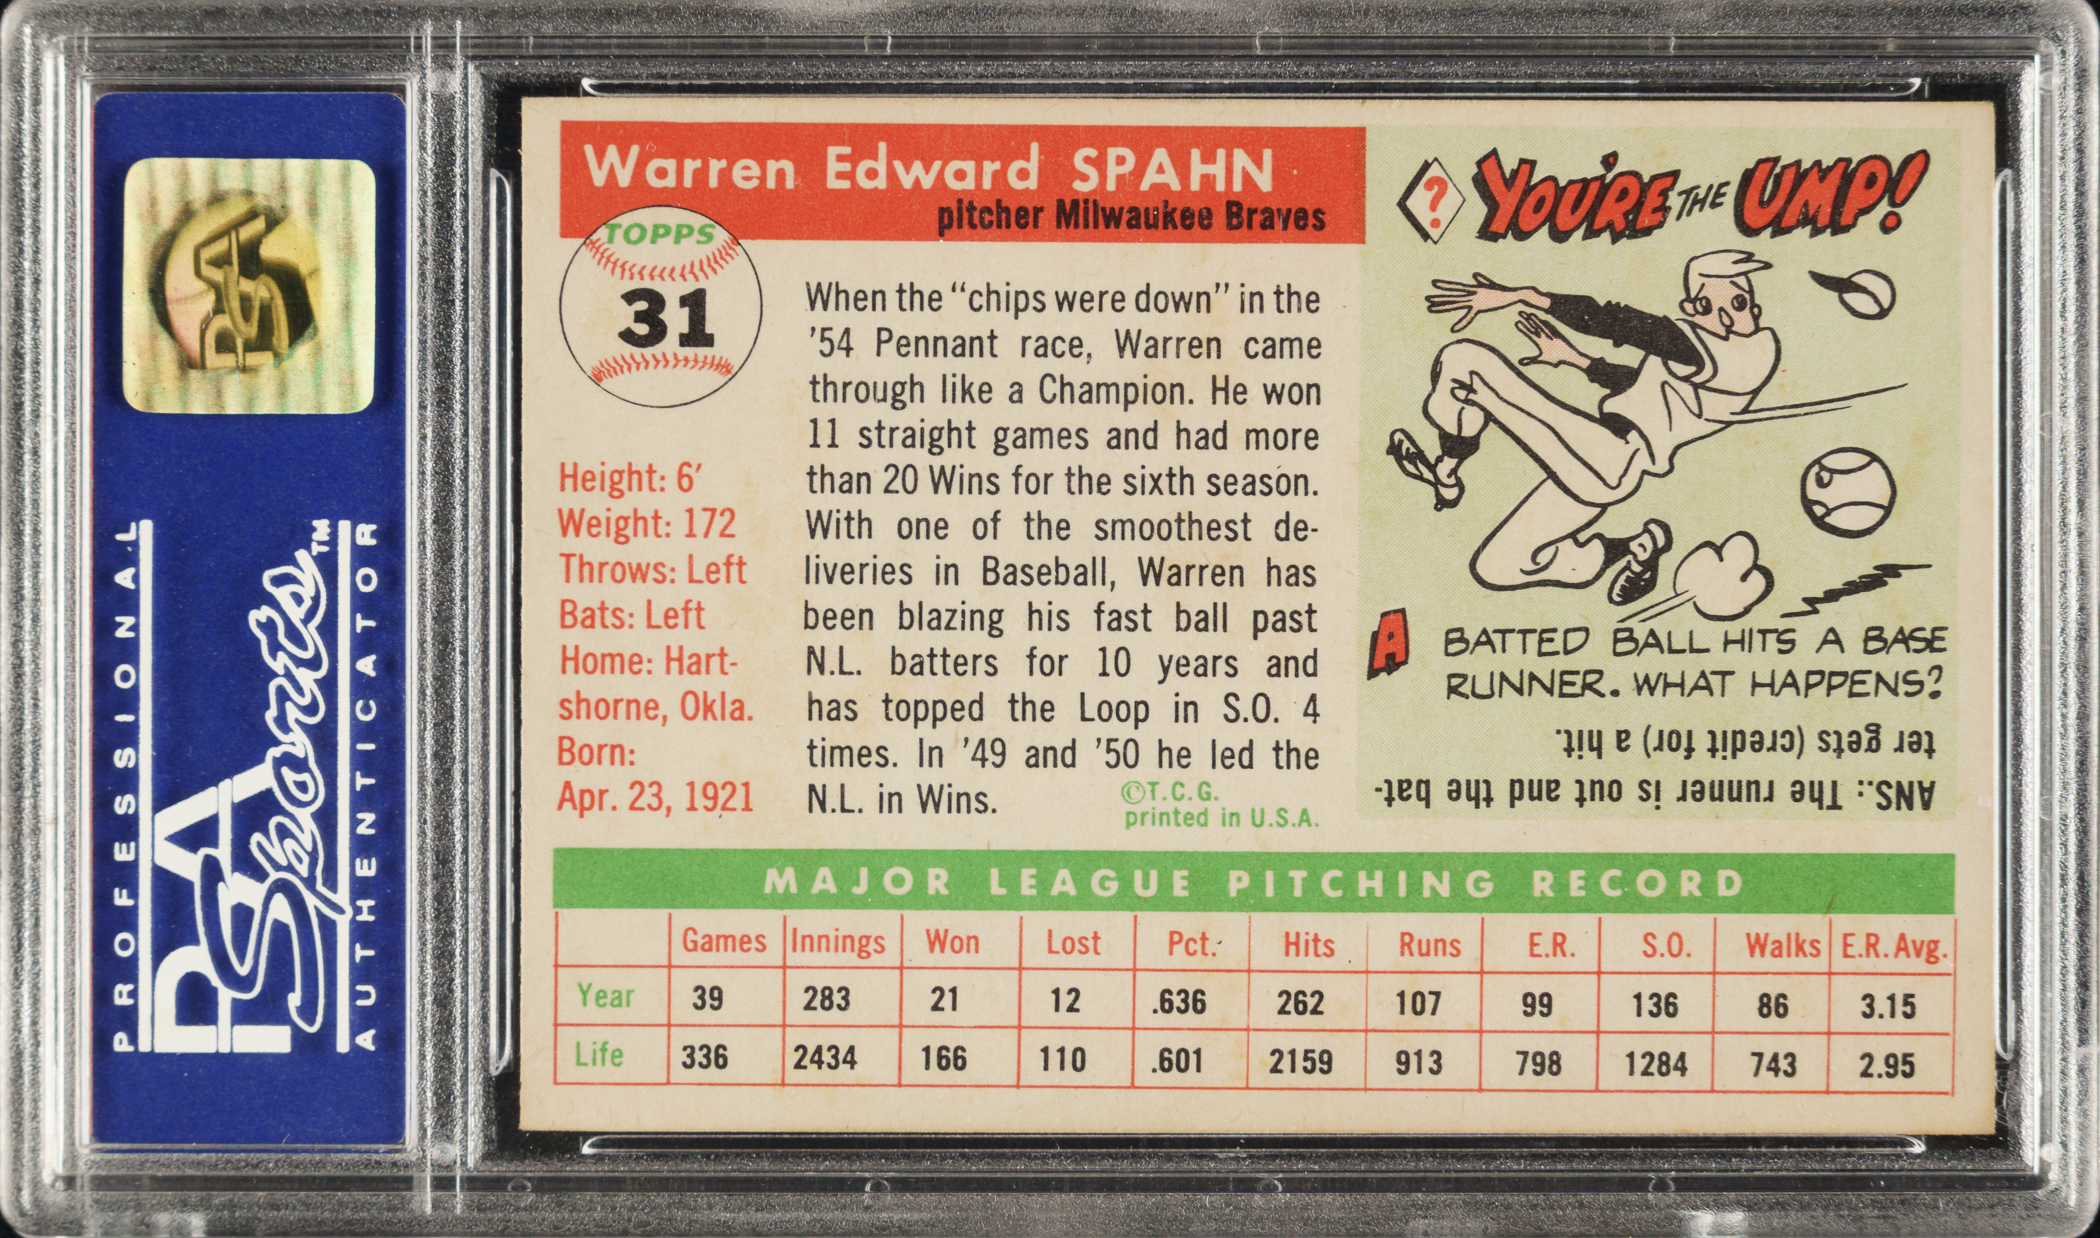 PROFESSIONAL
PSA
Sports™
AUTHENTICATOR
PSA
Warren Edward SPAHN
pitcher Milwaukee Braves
TOPPS
31
Height: 6′
Weight: 172
Throws: Left
Bats: Left
Home: Hart-
shorne, Okla.
Born:
Apr. 23, 1921
When the “chips were down” in the
’54 Pennant race, Warren came
through like a Champion. He won
11 straight games and had more
than 20 Wins for the sixth season.
With one of the smoothest de-
liveries in Baseball, Warren has
been blazing his fast ball past
N.L. batters for 10 years and
has topped the Loop in S.O. 4
times. In ’49 and ’50 he led the
N.L. in Wins.
©T.C.G.
printed in U.S.A.
? YOU'RE THE UMP!
A BATTED BALL HITS A BASE
RUNNER. WHAT HAPPENS?
ANS.: The runner is out and the bat-
ter gets (credit for) a hit.
MAJOR LEAGUE PITCHING RECORD
Games Innings Won Lost Pct. Hits Runs E.R. S.O. Walks E.R.Avg.
Year 39 283 21 12 .636 262 107 99 136 86 3.15
Life 336 2434 166 110 .601 2159 913 798 1284 743 2.95